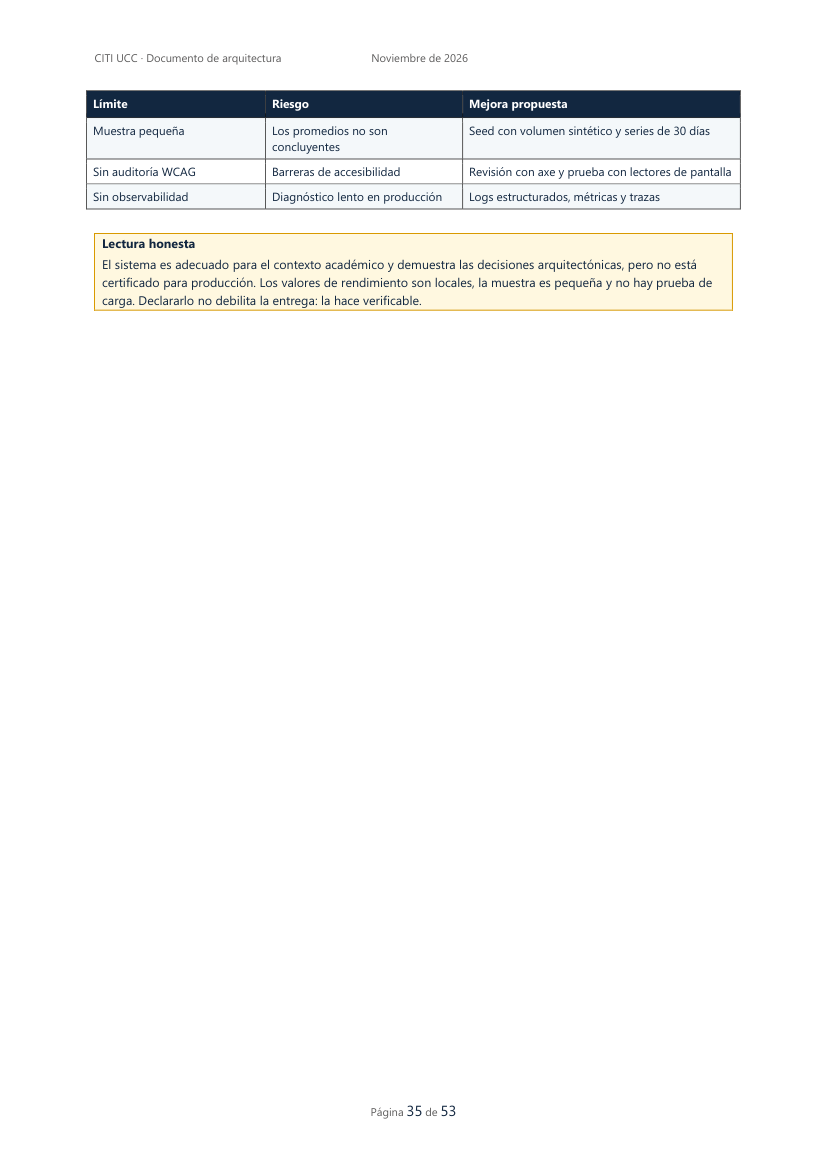 CITI UCC · Documento de arquitectura Noviembre de 2026
Límite Riesgo Mejora propuesta
Muestra pequeña Los promedios no son concluyentes Seed con volumen sintético y series de 30 días
Sin auditoría WCAG Barreras de accesibilidad Revisión con axe y prueba con lectores de pantalla
Sin observabilidad Diagnóstico lento en producción Logs estructurados, métricas y trazas
Lectura honesta
El sistema es adecuado para el contexto académico y demuestra las decisiones arquitectónicas, pero no está
certificado para producción. Los valores de rendimiento son locales, la muestra es pequeña y no hay prueba de
carga. Declararlo no debilita la entrega: la hace verificable.
Página 35 de 53